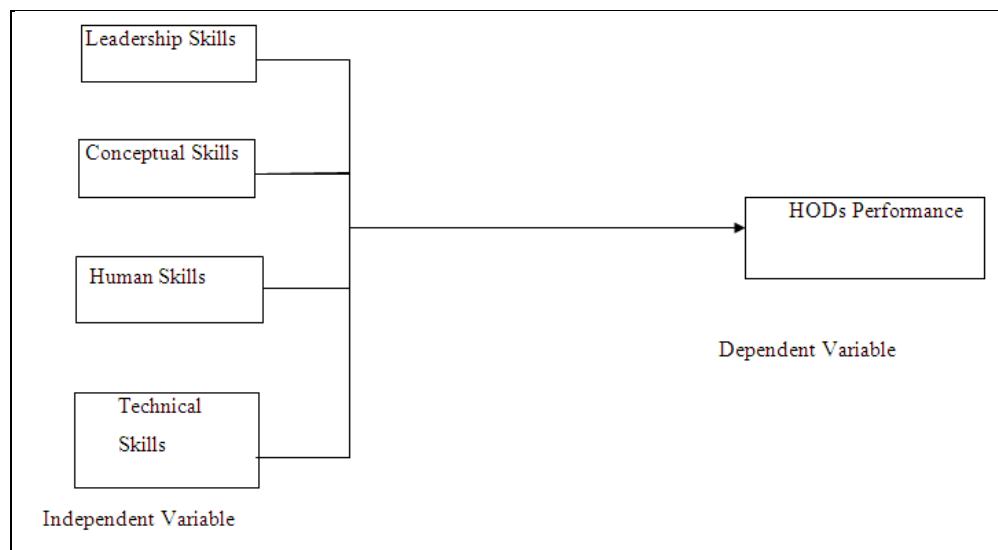 Leadership Skills
Conceptual Skills
HODs Performance
Human Skills
Dependent Variable
Technical
Skills
Independent Variable